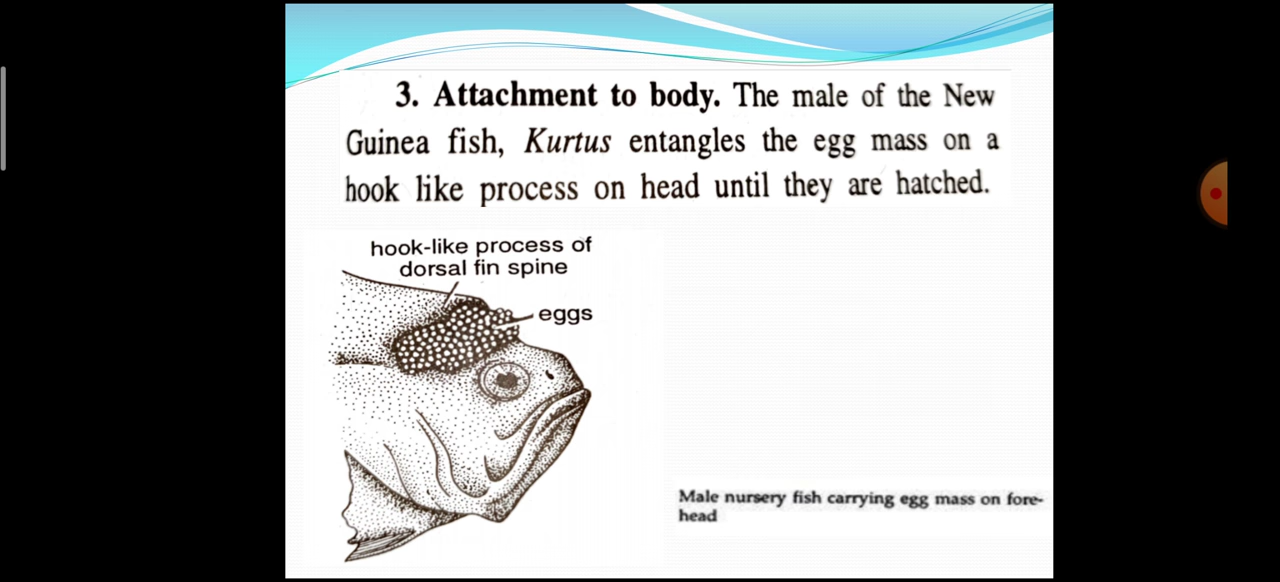 3. Attachment to body. The male of the New
Guinea fish, Kurtus entangles the egg mass on a
hook like process on head until they are hatched.
hook-like process of
dorsal fin spine
eggs
Male nursery fish carrying egg mass on fore-
head